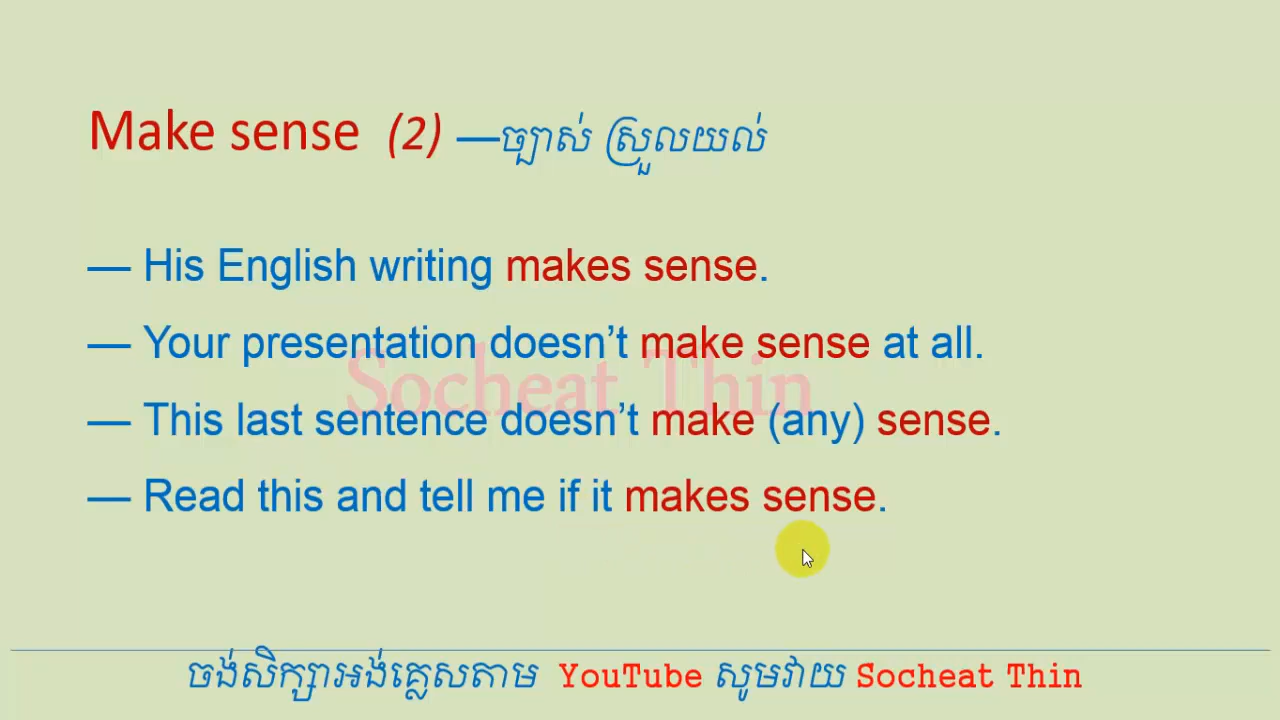 Make sense (2) —ច្បាស់ ស្រួលយល់
— His English writing makes sense.
— Your presentation doesn’t make sense at all.
Socheat Thin
— This last sentence doesn’t make (any) sense.
— Read this and tell me if it makes sense.
ចង់សិក្សាអង់គ្លេសតាម YouTube សូមវាយ Socheat Thin